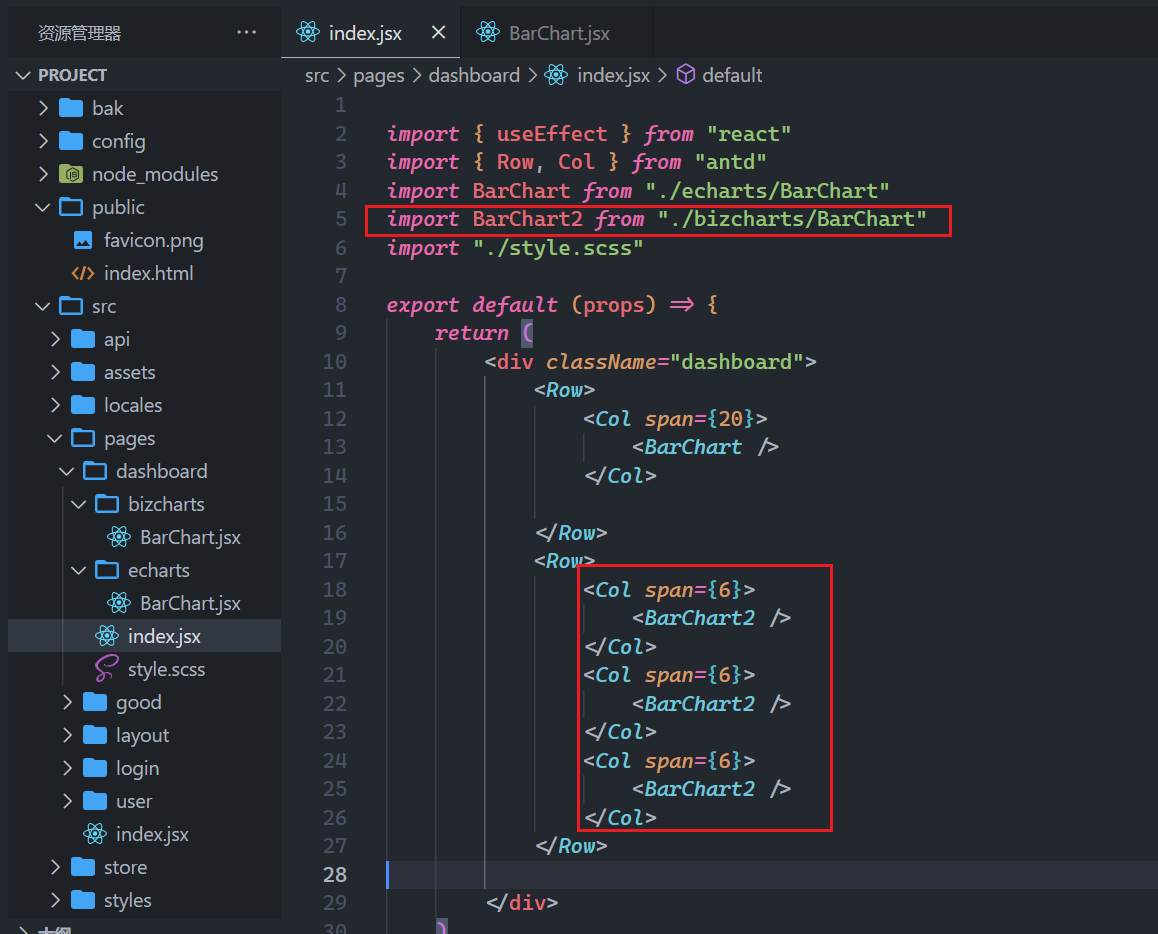 资源管理器
PROJECT
bak
config
node_modules
public
favicon.png
index.html
src
api
assets
locales
pages
dashboard
bizcharts
BarChart.jsx
echarts
BarChart.jsx
index.jsx
style.scss
good
layout
login
user
index.jsx
store
styles
大纲
index.jsx
BarChart.jsx
src > pages > dashboard > index.jsx > default
1
2 import { useEffect } from "react"
3 import { Row, Col } from "antd"
4 import BarChart from "./echarts/BarChart"
5 import BarChart2 from "./bizcharts/BarChart"
6 import "./style.scss"
7
8 export default (props) => {
9 return (
10 <div className="dashboard">
11 <Row>
12 <Col span={20}>
13 <BarChart />
14 </Col>
15
16 </Row>
17 <Row>
18 <Col span={6}>
19 <BarChart2 />
20 </Col>
21 <Col span={6}>
22 <BarChart2 />
23 </Col>
24 <Col span={6}>
25 <BarChart2 />
26 </Col>
27 </Row>
28
29 </div>
30 )